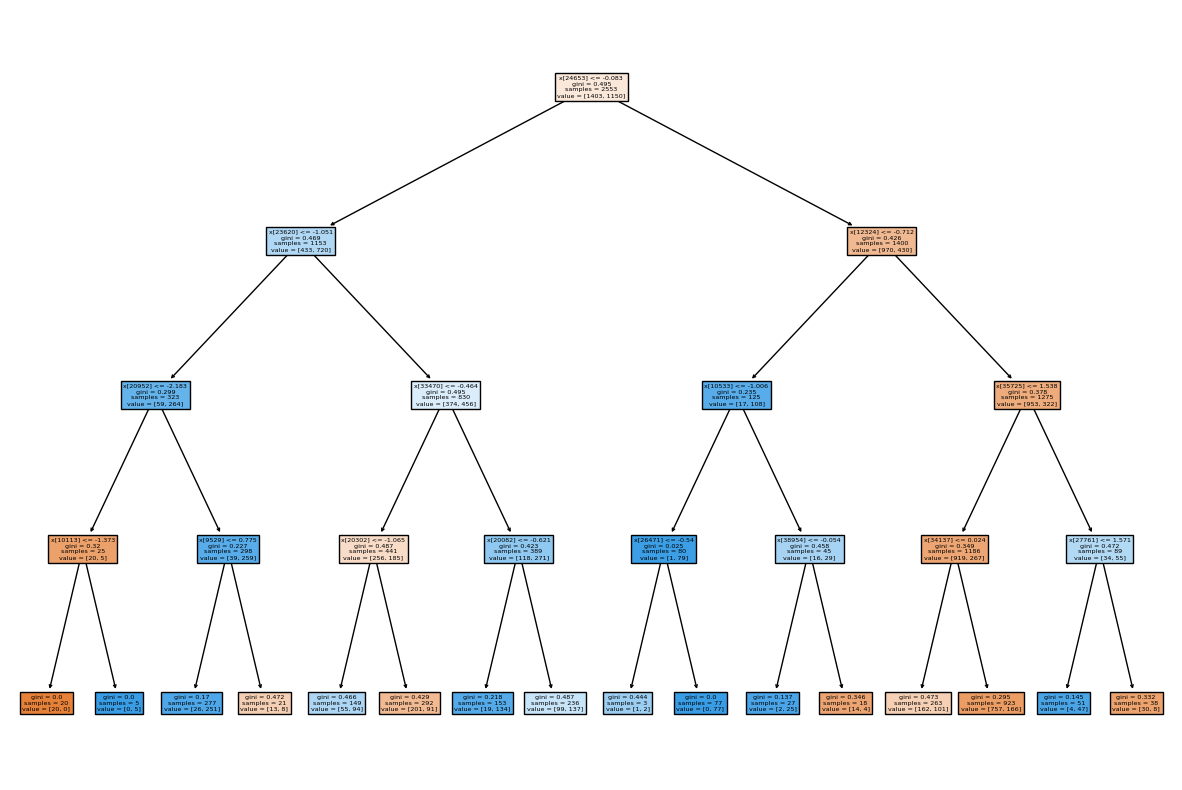 x[24653] <= -0.083
gini = 0.495
samples = 2553
value = [1403, 1150]
x[23620] <= -1.051
gini = 0.469
samples = 1153
value = [433, 720]
x[12324] <= -0.712
gini = 0.426
samples = 1400
value = [970, 430]
x[20952] <= -2.183
gini = 0.299
samples = 323
value = [59, 264]
x[33470] <= -0.464
gini = 0.495
samples = 830
value = [374, 456]
x[10533] <= -1.006
gini = 0.235
samples = 125
value = [17, 108]
x[35725] <= 1.538
gini = 0.378
samples = 1275
value = [953, 322]
x[10113] <= -1.373
gini = 0.32
samples = 25
value = [20, 5]
x[9529] <= 0.775
gini = 0.227
samples = 298
value = [39, 259]
x[20302] <= -1.065
gini = 0.487
samples = 441
value = [256, 185]
x[20082] <= -0.621
gini = 0.423
samples = 389
value = [118, 271]
x[26471] <= -0.54
gini = 0.025
samples = 80
value = [1, 79]
x[38954] <= -0.054
gini = 0.458
samples = 45
value = [16, 29]
x[34137] <= 0.024
gini = 0.349
samples = 1186
value = [919, 267]
x[27761] <= 1.571
gini = 0.472
samples = 89
value = [34, 55]
gini = 0.0
samples = 20
value = [20, 0]
gini = 0.0
samples = 5
value = [0, 5]
gini = 0.17
samples = 277
value = [26, 251]
gini = 0.472
samples = 21
value = [13, 8]
gini = 0.466
samples = 149
value = [55, 94]
gini = 0.429
samples = 292
value = [201, 91]
gini = 0.218
samples = 153
value = [19, 134]
gini = 0.487
samples = 236
value = [99, 137]
gini = 0.444
samples = 3
value = [1, 2]
gini = 0.0
samples = 77
value = [0, 77]
gini = 0.137
samples = 27
value = [2, 25]
gini = 0.346
samples = 18
value = [14, 4]
gini = 0.473
samples = 263
value = [162, 101]
gini = 0.295
samples = 923
value = [757, 166]
gini = 0.145
samples = 51
value = [4, 47]
gini = 0.332
samples = 38
value = [30, 8]